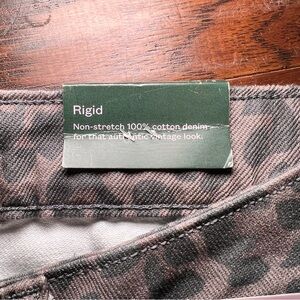 Rigid
Non-stretch 100% cotton denim
for that authentic vintage look.